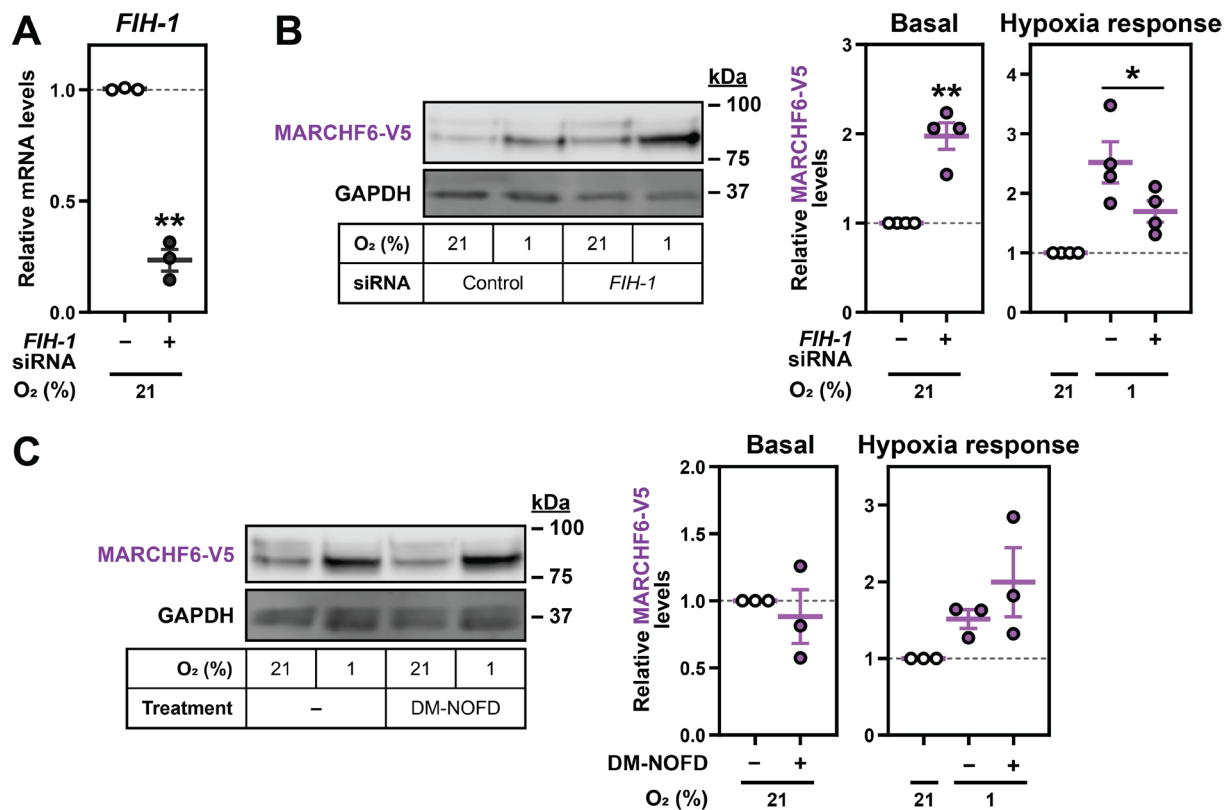 A
FIH-1
Relative mRNA levels
1.0
0.5
0.0
**
FIH-1
siRNA
– +
O₂ (%)
21
B
kDa
MARCHF6-V5
– 100
– 75
GAPDH
– 37
O₂ (%) 21 1 21 1
siRNA Control FIH-1
Basal
Relative MARCHF6-V5
levels
3
2
1
0
**
FIH-1
siRNA
– +
O₂ (%)
21
Hypoxia response
4
3
2
1
0
*
– +
21 1
C
kDa
MARCHF6-V5
– 100
– 75
GAPDH
– 37
O₂ (%) 21 1 21 1
Treatment – DM-NOFD
Basal
Relative MARCHF6-V5
levels
2.0
1.5
1.0
0.5
0.0
DM-NOFD – +
O₂ (%) 21
Hypoxia response
3
2
1
0
– +
21 1